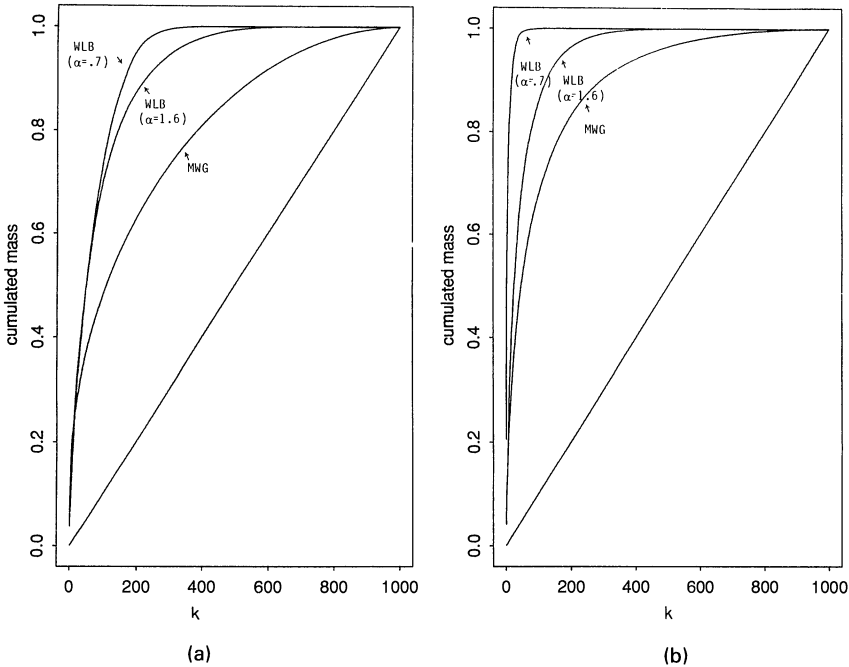 cumulated mass
1.0
0.8
0.6
0.4
0.2
0.0
WLB
(α=.7)
WLB
(α=1.6)
MWG
0 200 400 600 800 1000
k
(a)
cumulated mass
1.0
0.8
0.6
0.4
0.2
0.0
WLB
(α=.7)
WLB
(α=1.6)
MWG
0 200 400 600 800 1000
k
(b)